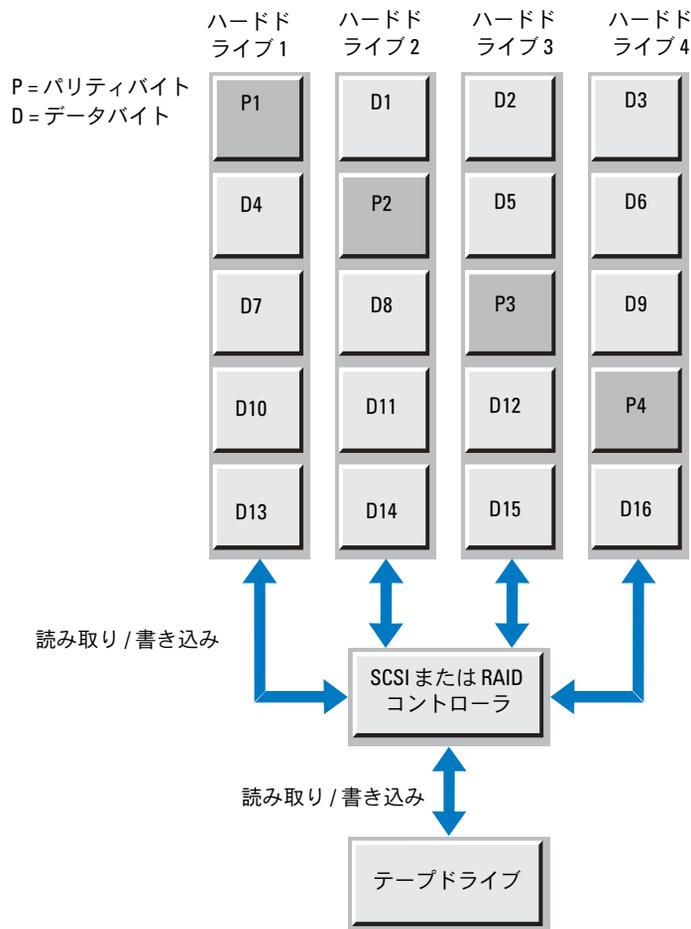 ハードド
ライブ 1
ハードド
ライブ 2
ハードド
ライブ 3
ハードド
ライブ 4
P = パリティバイト
D = データバイト
P1
D1
D2
D3
D4
P2
D5
D6
D7
D8
P3
D9
D10
D11
D12
P4
D13
D14
D15
D16
読み取り / 書き込み
SCSI または RAID
コントローラ
読み取り / 書き込み
テープドライブ